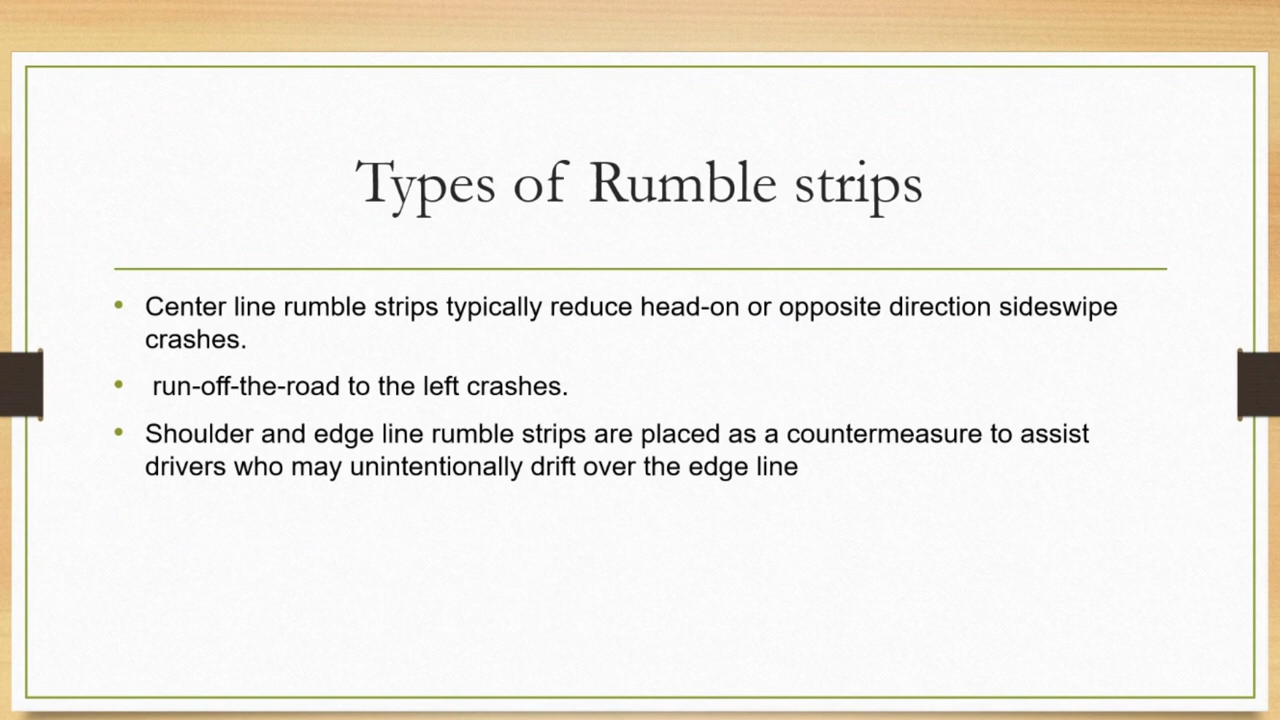 Types of Rumble strips
• Center line rumble strips typically reduce head-on or opposite direction sideswipe
crashes.
• run-off-the-road to the left crashes.
• Shoulder and edge line rumble strips are placed as a countermeasure to assist
drivers who may unintentionally drift over the edge line